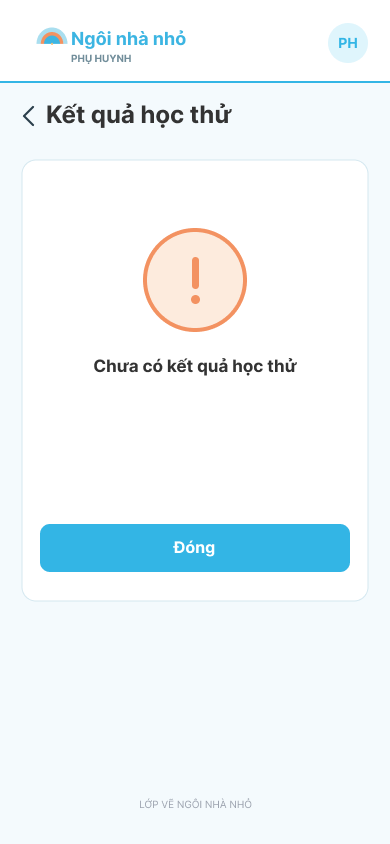 Ngôi nhà nhỏ
PHỤ HUYNH
PH
Kết quả học thử
Chưa có kết quả học thử
Đóng
LỚP VẼ NGÔI NHÀ NHỎ